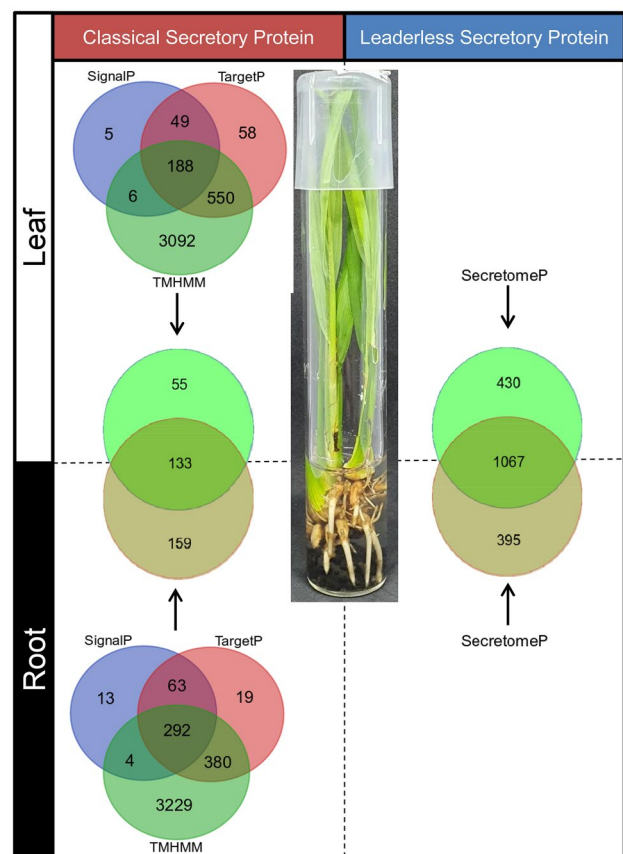 Classical Secretory Protein
Leaderless Secretory Protein
Leaf
SignalP
TargetP
5
49
58
188
6
550
3092
TMHMM
SecretomeP
55
430
133
1067
159
395
SecretomeP
Root
SignalP
TargetP
13
63
19
292
4
380
3229
TMHMM